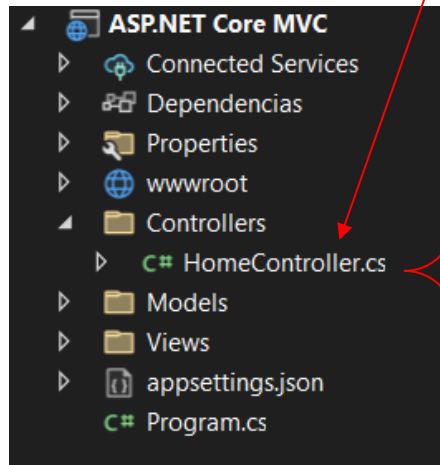 ASP.NET Core MVC
Connected Services
Dependencias
Properties
wwwroot
Controllers
C# HomeController.cs
Models
Views
appsettings.json
C# Program.cs